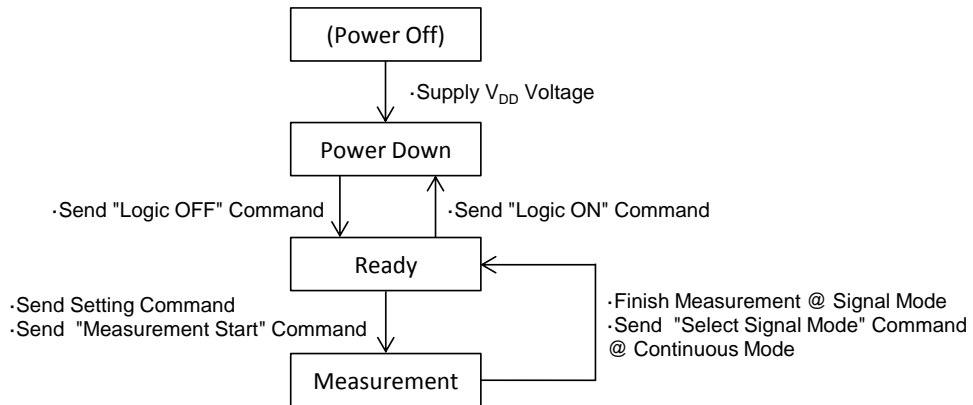 (Power Off)
·Supply VDD Voltage
Power Down
·Send "Logic OFF" Command
·Send "Logic ON" Command
Ready
·Send Setting Command
·Send "Measurement Start" Command
·Finish Measurement @ Signal Mode
·Send "Select Signal Mode" Command
@ Continuous Mode
Measurement